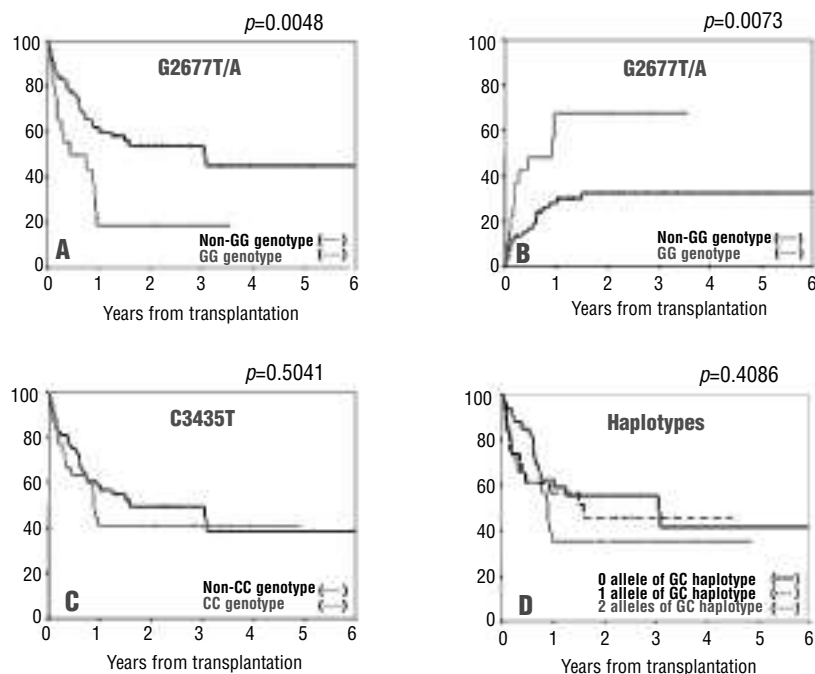 p=0.0048
G2677T/A
100
80
60
40
20
0
A
Non-GG genotype
GG genotype
0 1 2 3 4 5 6
Years from transplantation
p=0.0073
G2677T/A
100
80
60
40
20
0
B
Non-GG genotype
GG genotype
0 1 2 3 4 5 6
Years from transplantation
p=0.5041
C3435T
100
80
60
40
20
0
C
Non-CC genotype
CC genotype
0 1 2 3 4 5 6
Years from transplantation
p=0.4086
Haplotypes
100
80
60
40
20
0
D
0 allele of GC haplotype
1 allele of GC haplotype
2 alleles of GC haplotype
0 1 2 3 4 5 6
Years from transplantation